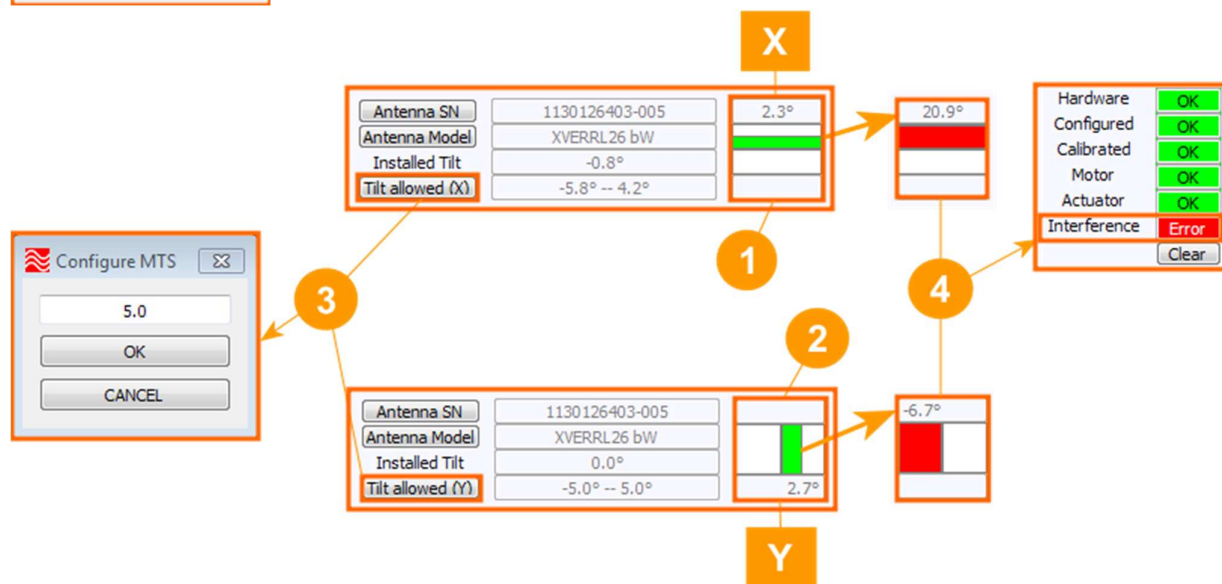 X
Antenna SN 1130126403-005 2.3° 20.9°
Antenna Model XVERRL26 bW
Installed Tilt -0.8°
Tilt allowed (X) -5.8° -- 4.2°
Hardware OK
Configured OK
Calibrated OK
Motor OK
Actuator OK
Interference Error
Clear
1
Configure MTS
5.0
OK
CANCEL
3
4
2
Antenna SN 1130126403-005 -6.7°
Antenna Model XVERRL26 bW
Installed Tilt 0.0°
Tilt allowed (Y) -5.0° -- 5.0° 2.7°
Y